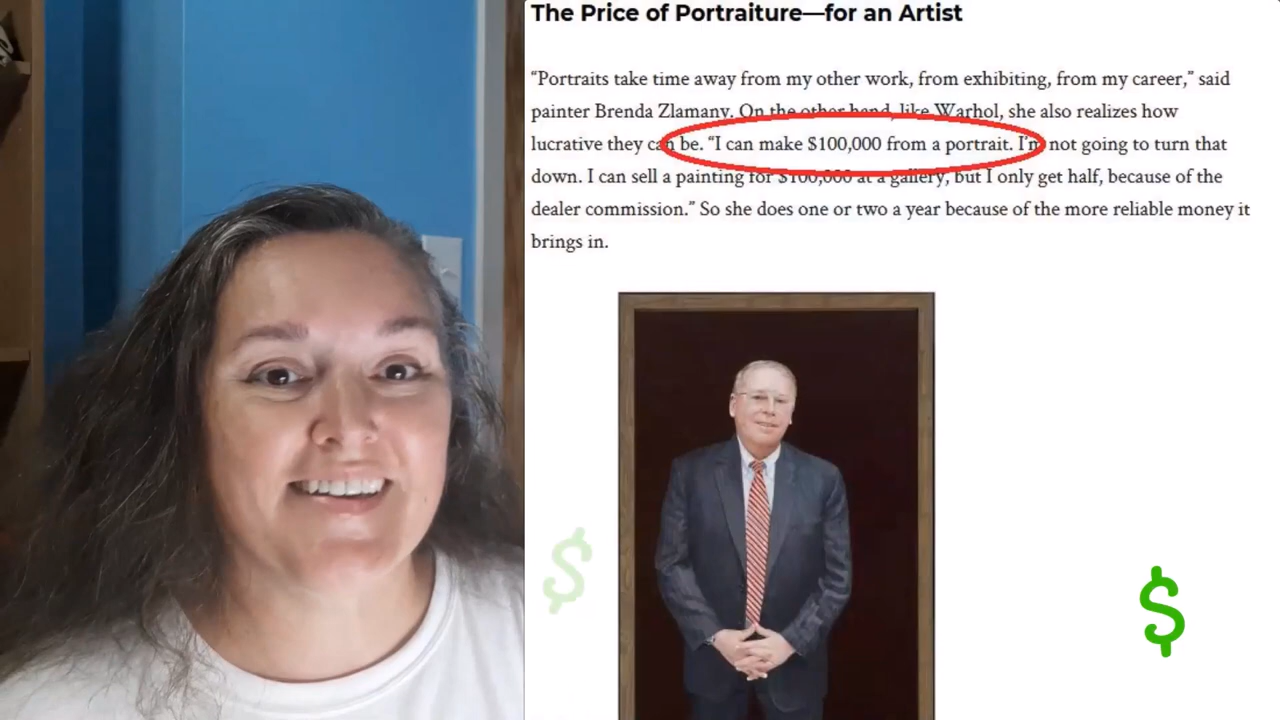 The Price of Portraiture—for an Artist
“Portraits take time away from my other work, from exhibiting, from my career,” said
painter Brenda Zlamany. On the other hand, like Warhol, she also realizes how
lucrative they can be. “I can make $100,000 from a portrait. I’m not going to turn that
down. I can sell a painting for $100,000 at a gallery, but I only get half, because of the
dealer commission.” So she does one or two a year because of the more reliable money it
brings in.
$
$